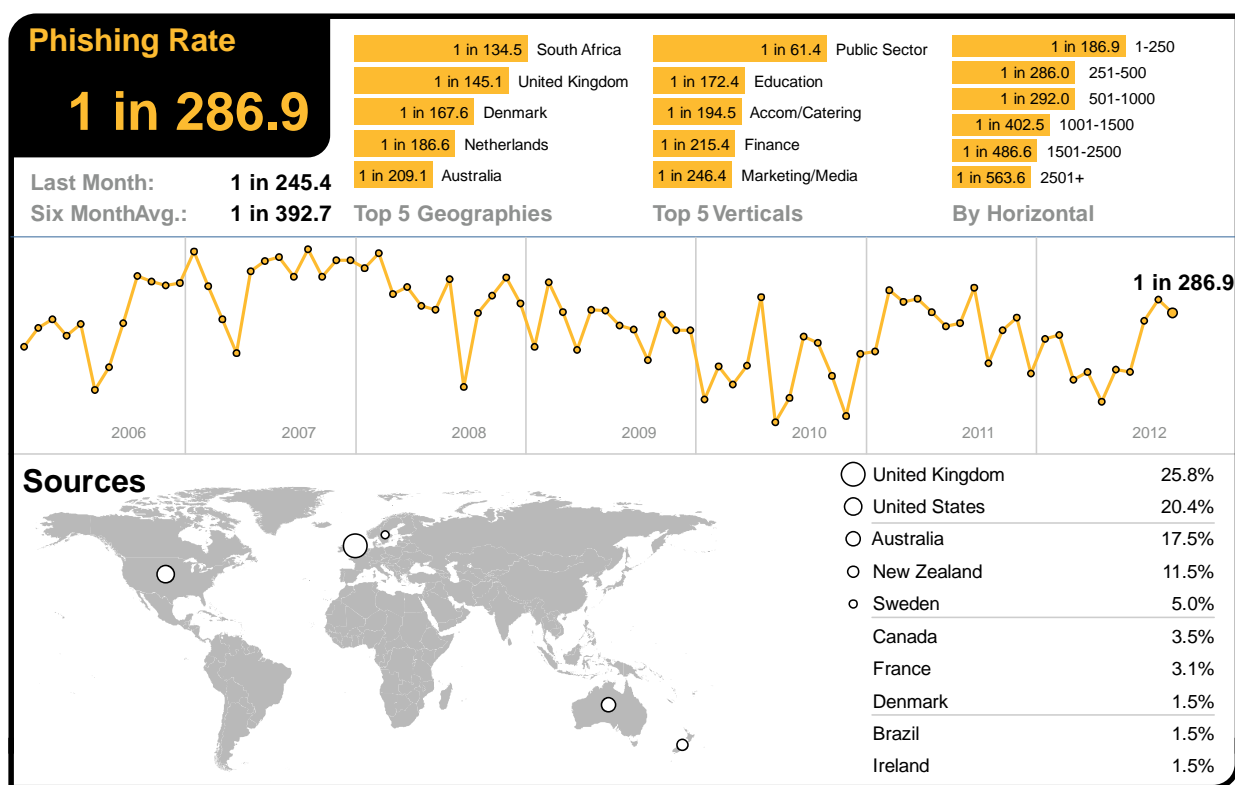 Phishing Rate
1 in 286.9
Last Month: 1 in 245.4
Six MonthAvg.: 1 in 392.7
1 in 134.5 South Africa
1 in 145.1 United Kingdom
1 in 167.6 Denmark
1 in 186.6 Netherlands
1 in 209.1 Australia
Top 5 Geographies
1 in 61.4 Public Sector
1 in 172.4 Education
1 in 194.5 Accom/Catering
1 in 215.4 Finance
1 in 246.4 Marketing/Media
Top 5 Verticals
1 in 186.9 1-250
1 in 286.0 251-500
1 in 292.0 501-1000
1 in 402.5 1001-1500
1 in 486.6 1501-2500
1 in 563.6 2501+
By Horizontal
1 in 286.9
2006 2007 2008 2009 2010 2011 2012
Sources
United Kingdom 25.8%
United States 20.4%
Australia 17.5%
New Zealand 11.5%
Sweden 5.0%
Canada 3.5%
France 3.1%
Denmark 1.5%
Brazil 1.5%
Ireland 1.5%